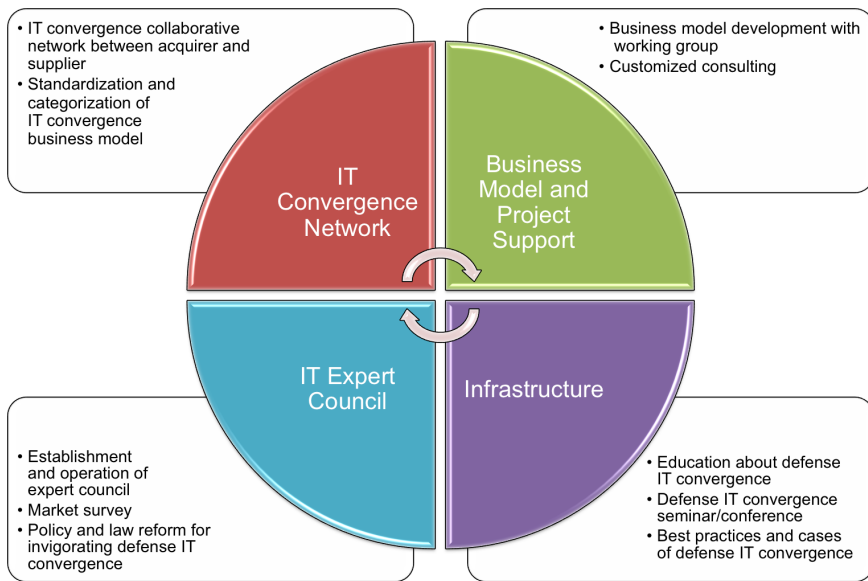 • IT convergence collaborative
network between acquirer and
supplier
• Standardization and
categorization of
IT convergence
business model
• Business model development with
working group
• Customized consulting
IT
Convergence
Network
Business
Model and
Project
Support
IT Expert
Council
Infrastructure
• Establishment
and operation of
expert council
• Market survey
• Policy and law reform for
invigorating defense IT
convergence
• Education about defense
IT convergence
• Defense IT convergence
seminar/conference
• Best practices and cases
of defense IT convergence